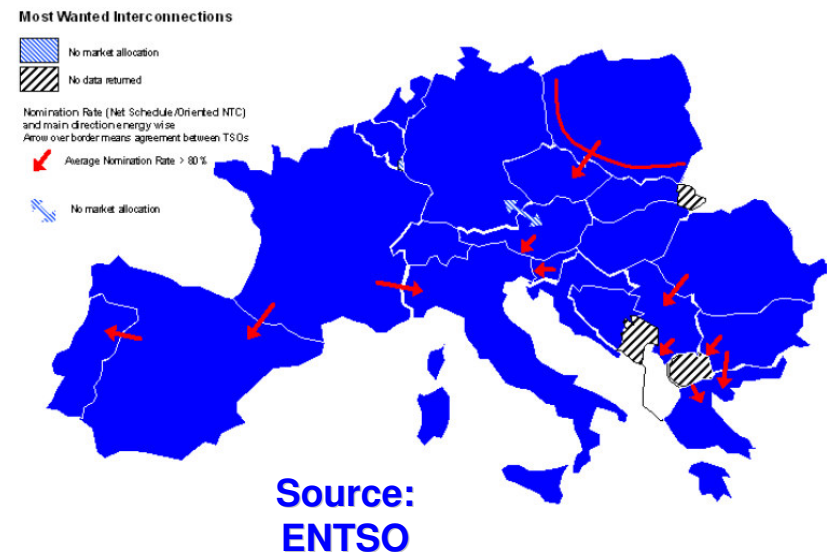 Most Wanted Interconnections
No market allocation
No data returned
Nomination Rate (Net Schedule/Oriented NTC)
and main direction energy wise
Arrow over border means agreement between TSOs
Average Nomination Rate > 80%
No market allocation
Source:
ENTSO